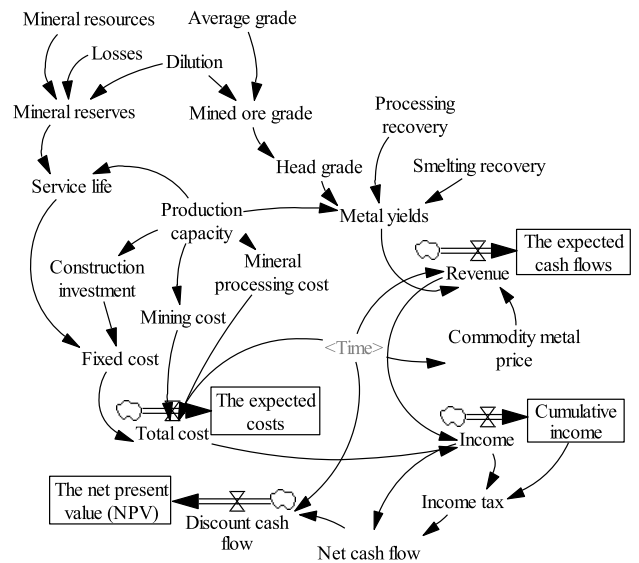 Mineral resources
Average grade
Losses
Dilution
Mineral reserves
Mined ore grade
Processing
recovery
Head grade
Smelting recovery
Service life
Production
capacity
Metal yields
The expected
cash flows
Construction
investment
Mineral
processing cost
Revenue
Mining cost
<Time>
Commodity metal
price
Fixed cost
The expected
costs
Total cost
Cumulative
income
Income
The net present
value (NPV)
Discount cash
flow
Income tax
Net cash flow